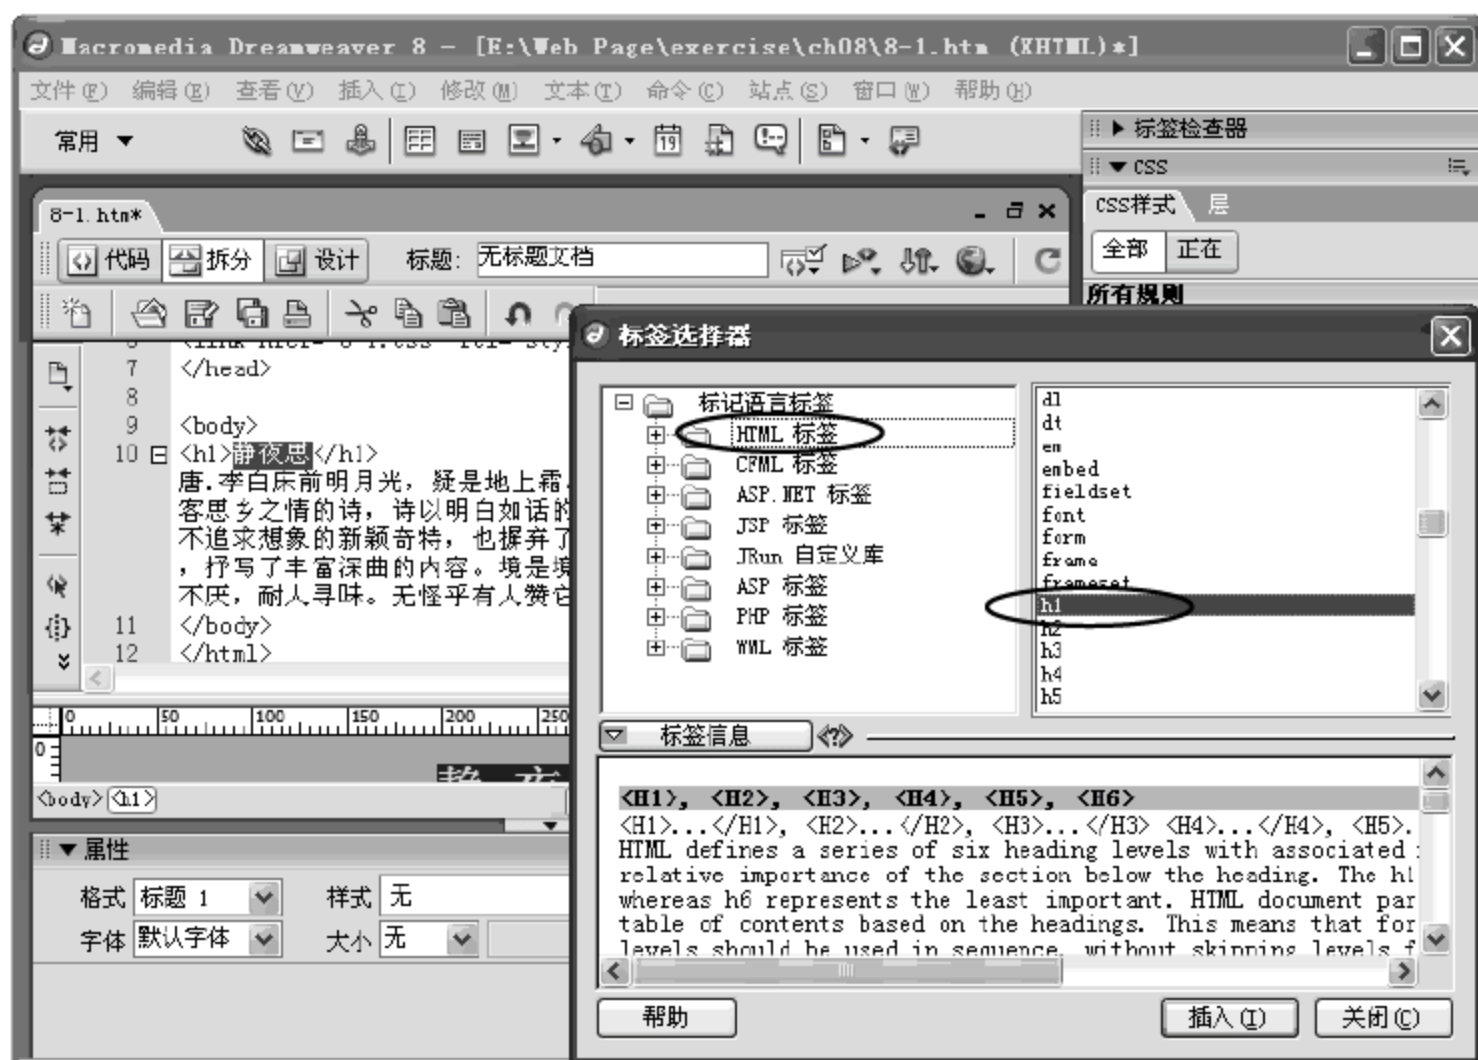 Macromedia Dreamweaver 8 - [E:\Web Page\exercise\ch08\8-1.htm (XHTML)*]
文件(F) 编辑(E) 查看(V) 插入(I) 修改(M) 文本(T) 命令(C) 站点(S) 窗口(W) 帮助(H)
常用
19
标签检查器
CSS
CSS样式 层
全部 正在
所有规则
8-1.htm*
代码 拆分 设计 标题: 无标题文档
7 </head>
8
9 <body>
10 <h1>静夜思</h1>
唐.李白床前明月光，疑是地上霜
客思乡之情的诗，诗以明白如话的
不追求想象的新颖奇特，也摒弃了
，抒写了丰富深曲的内容。境是境
不厌，耐人寻味。无怪乎有人赞它
11 </body>
12 </html>
0 50 100 150 200 250
0
<body> <h1>
属性
格式 标题 1 样式 无
字体 默认字体 大小 无
标签选择器
标记语言标签
HTML 标签
CFML 标签
ASP.NET 标签
JSP 标签
JRun 自定义库
ASP 标签
PHP 标签
WML 标签
dl
dt
em
embed
fieldset
font
form
frame
frameset
h1
h2
h3
h4
h5
标签信息
<H1>, <H2>, <H3>, <H4>, <H5>, <H6>
<H1>...</H1>, <H2>...</H2>, <H3>...</H3> <H4>...</H4>, <H5>.
HTML defines a series of six heading levels with associated
relative importance of the section below the heading. The h1
whereas h6 represents the least important. HTML document par
table of contents based on the headings. This means that for
levels should be used in sequence, without skipping levels f
帮助 插入(I) 关闭(C)